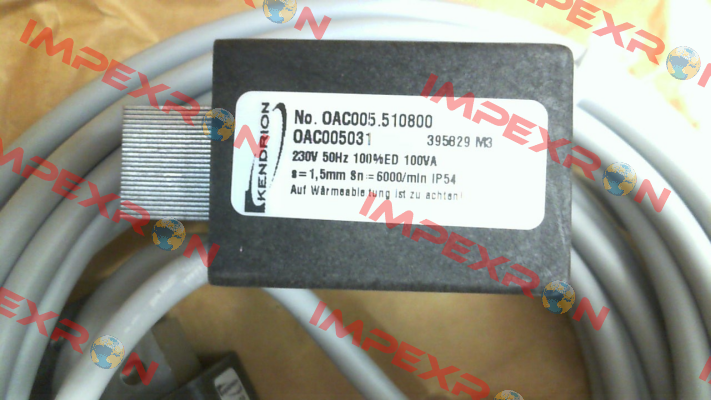 KENDRION
No. OAC005.510800
OAC005031 395829 M3
230V 50Hz 100%ED 100VA
s=1,5mm Sn=6000/min IP54
Auf Wärmeableitung ist zu achten!
IMPEXRON
IMPEXRON
IMPEXRON
IMPEXRON
IMPEXRON
IMPEXRON
IMPEXRON